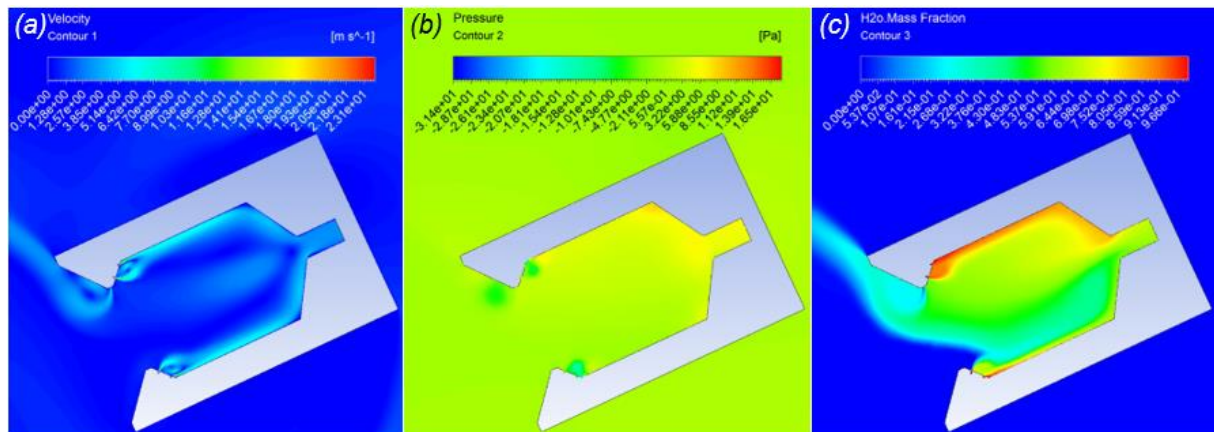 (a) Velocity
Contour 1
[m s^-1]
0.00e+00
1.28e+00
2.57e+00
3.85e+00
5.14e+00
6.42e+00
7.70e+00
8.99e+00
1.03e+01
1.16e+01
1.28e+01
1.41e+01
1.54e+01
1.67e+01
1.80e+01
1.93e+01
2.05e+01
2.18e+01
2.31e+01
(b) Pressure
Contour 2
[Pa]
-3.14e+01
-2.87e+01
-2.61e+01
-2.34e+01
-2.07e+01
-1.81e+01
-1.54e+01
-1.28e+01
-1.01e+01
-7.43e+00
-4.77e+00
-2.11e+00
5.57e-01
3.22e+00
5.88e+00
8.55e+00
1.12e+01
1.39e+01
1.65e+01
(c) H2o.Mass Fraction
Contour 3
0.00e+00
5.37e-02
1.07e-01
1.61e-01
2.15e-01
2.68e-01
3.22e-01
3.76e-01
4.30e-01
4.83e-01
5.37e-01
5.91e-01
6.44e-01
6.98e-01
7.52e-01
8.05e-01
8.59e-01
9.13e-01
9.66e-01